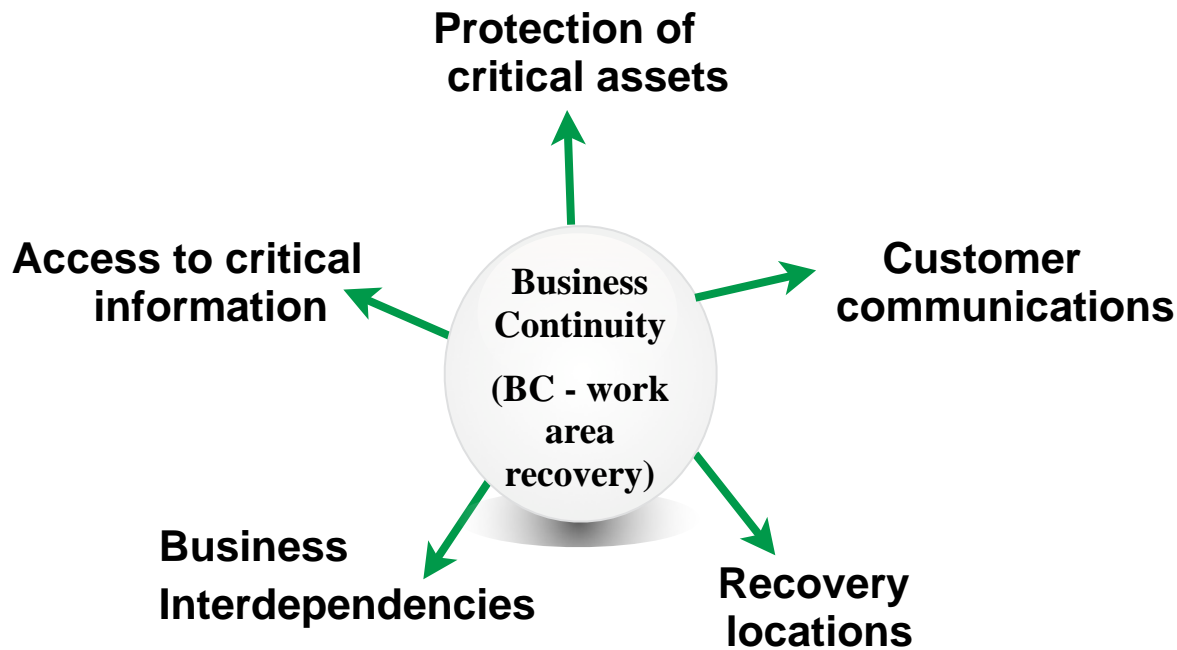 Protection of
critical assets
Access to critical
information
Business
Continuity
(BC - work
area
recovery)
Customer
communications
Business
Interdependencies
Recovery
locations